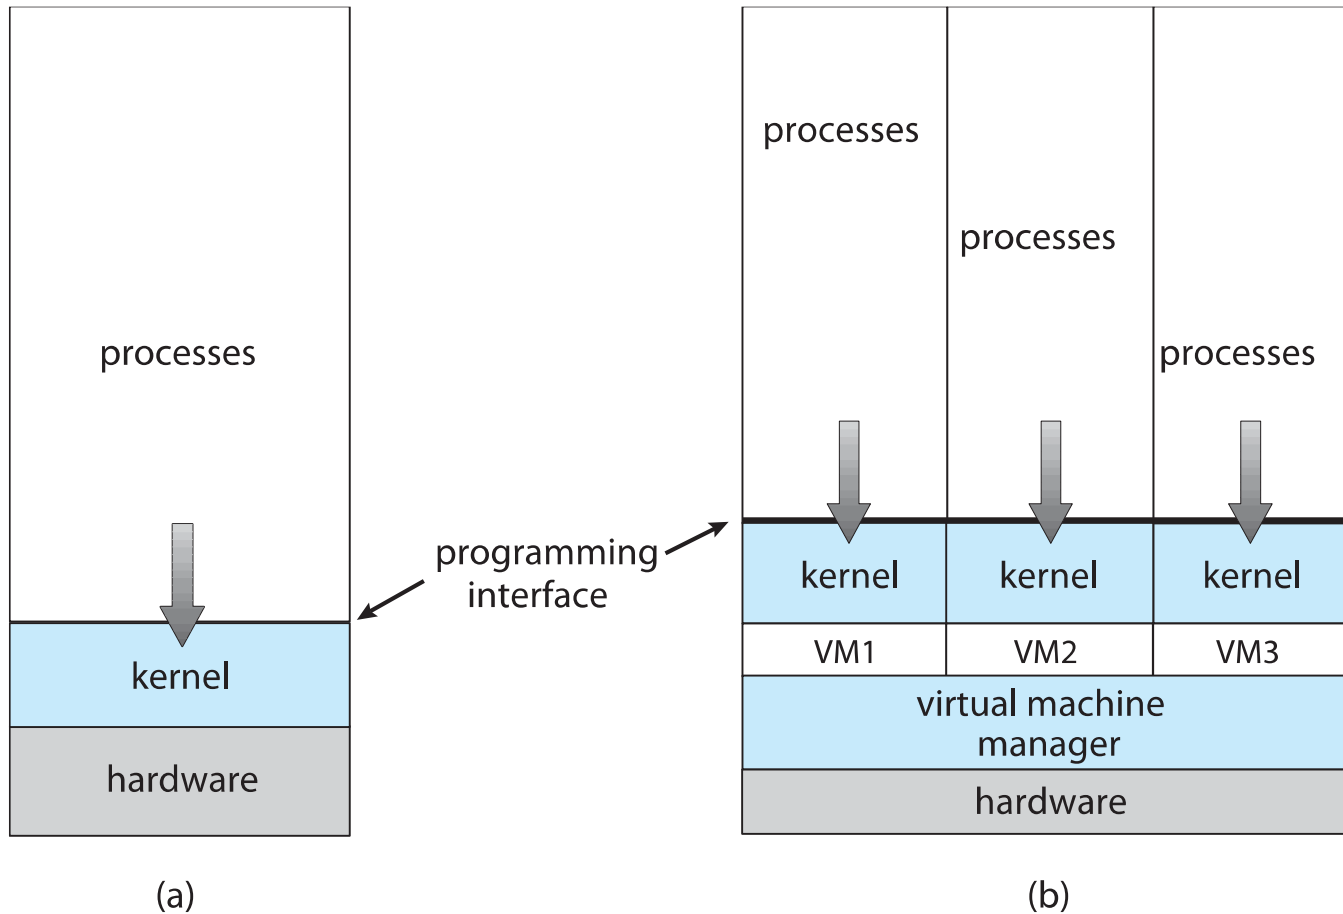 processes
kernel
hardware
(a)
programming
interface
processes
processes
processes
kernel
kernel
kernel
VM1
VM2
VM3
virtual machine
manager
hardware
(b)